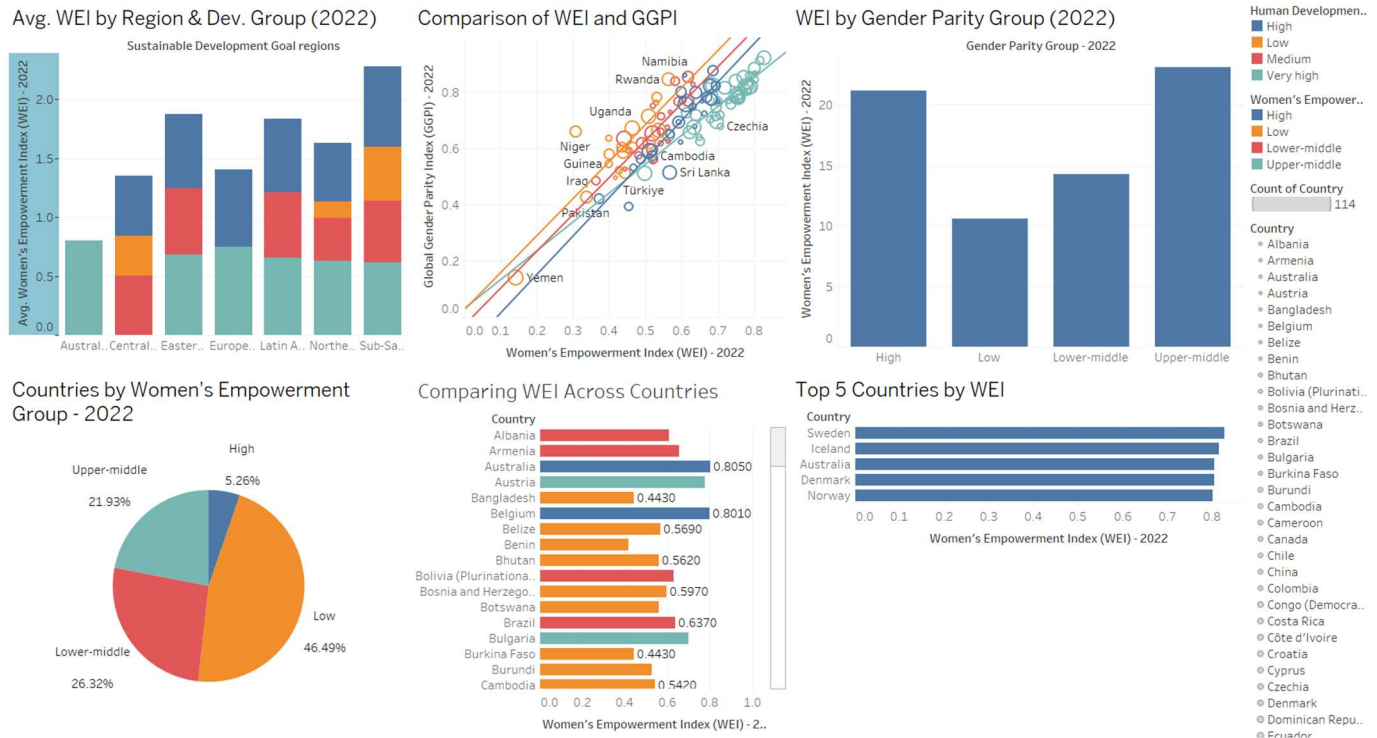 Avg. WEI by Region & Dev. Group (2022)
Sustainable Development Goal regions
Avg. Women's Empowerment Index (WEI) - 2022
2.0
1.5
1.0
0.5
0.0
Austral..
Central..
Easter..
Europe..
Latin A..
Northe..
Sub-Sa..
Comparison of WEI and GGPI
Global Gender Parity Index (GGPI) - 2022
0.8
0.6
0.4
0.2
0.0
Namibia
Rwanda
Uganda
Czechia
Niger
Guinea
Cambodia
Sri Lanka
Iraq
Türkiye
Pakistan
Yemen
0.0 0.1 0.2 0.3 0.4 0.5 0.6 0.7 0.8
Women's Empowerment Index (WEI) - 2022
WEI by Gender Parity Group (2022)
Gender Parity Group - 2022
Women's Empowerment Index (WEI) - 2022
20
15
10
5
0
High
Low
Lower-middle
Upper-middle
Human Developmen..
High
Low
Medium
Very high
Women's Empower..
High
Low
Lower-middle
Upper-middle
Count of Country
114
Country
Albania
Armenia
Australia
Austria
Bangladesh
Belgium
Belize
Benin
Bhutan
Bolivia (Plurinati..
Bosnia and Herz..
Botswana
Brazil
Bulgaria
Burkina Faso
Burundi
Cambodia
Cameroon
Canada
Chile
China
Colombia
Congo (Democra..
Costa Rica
Côte d'Ivoire
Croatia
Cyprus
Czechia
Denmark
Dominican Repu..
Ecuador
Countries by Women's Empowerment
Group - 2022
High
5.26%
Upper-middle
21.93%
Low
46.49%
Lower-middle
26.32%
Comparing WEI Across Countries
Country
Albania
Armenia
Australia 0.8050
Austria
Bangladesh 0.4430
Belgium 0.8010
Belize 0.5690
Benin
Bhutan 0.5620
Bolivia (Plurinationa..
Bosnia and Herzego.. 0.5970
Botswana
Brazil 0.6370
Bulgaria
Burkina Faso 0.4430
Burundi
Cambodia 0.5420
0.0 0.2 0.4 0.6 0.8 1.0
Women's Empowerment Index (WEI) - 2..
Top 5 Countries by WEI
Country
Sweden
Iceland
Australia
Denmark
Norway
0.0 0.1 0.2 0.3 0.4 0.5 0.6 0.7 0.8
Women's Empowerment Index (WEI) - 2022